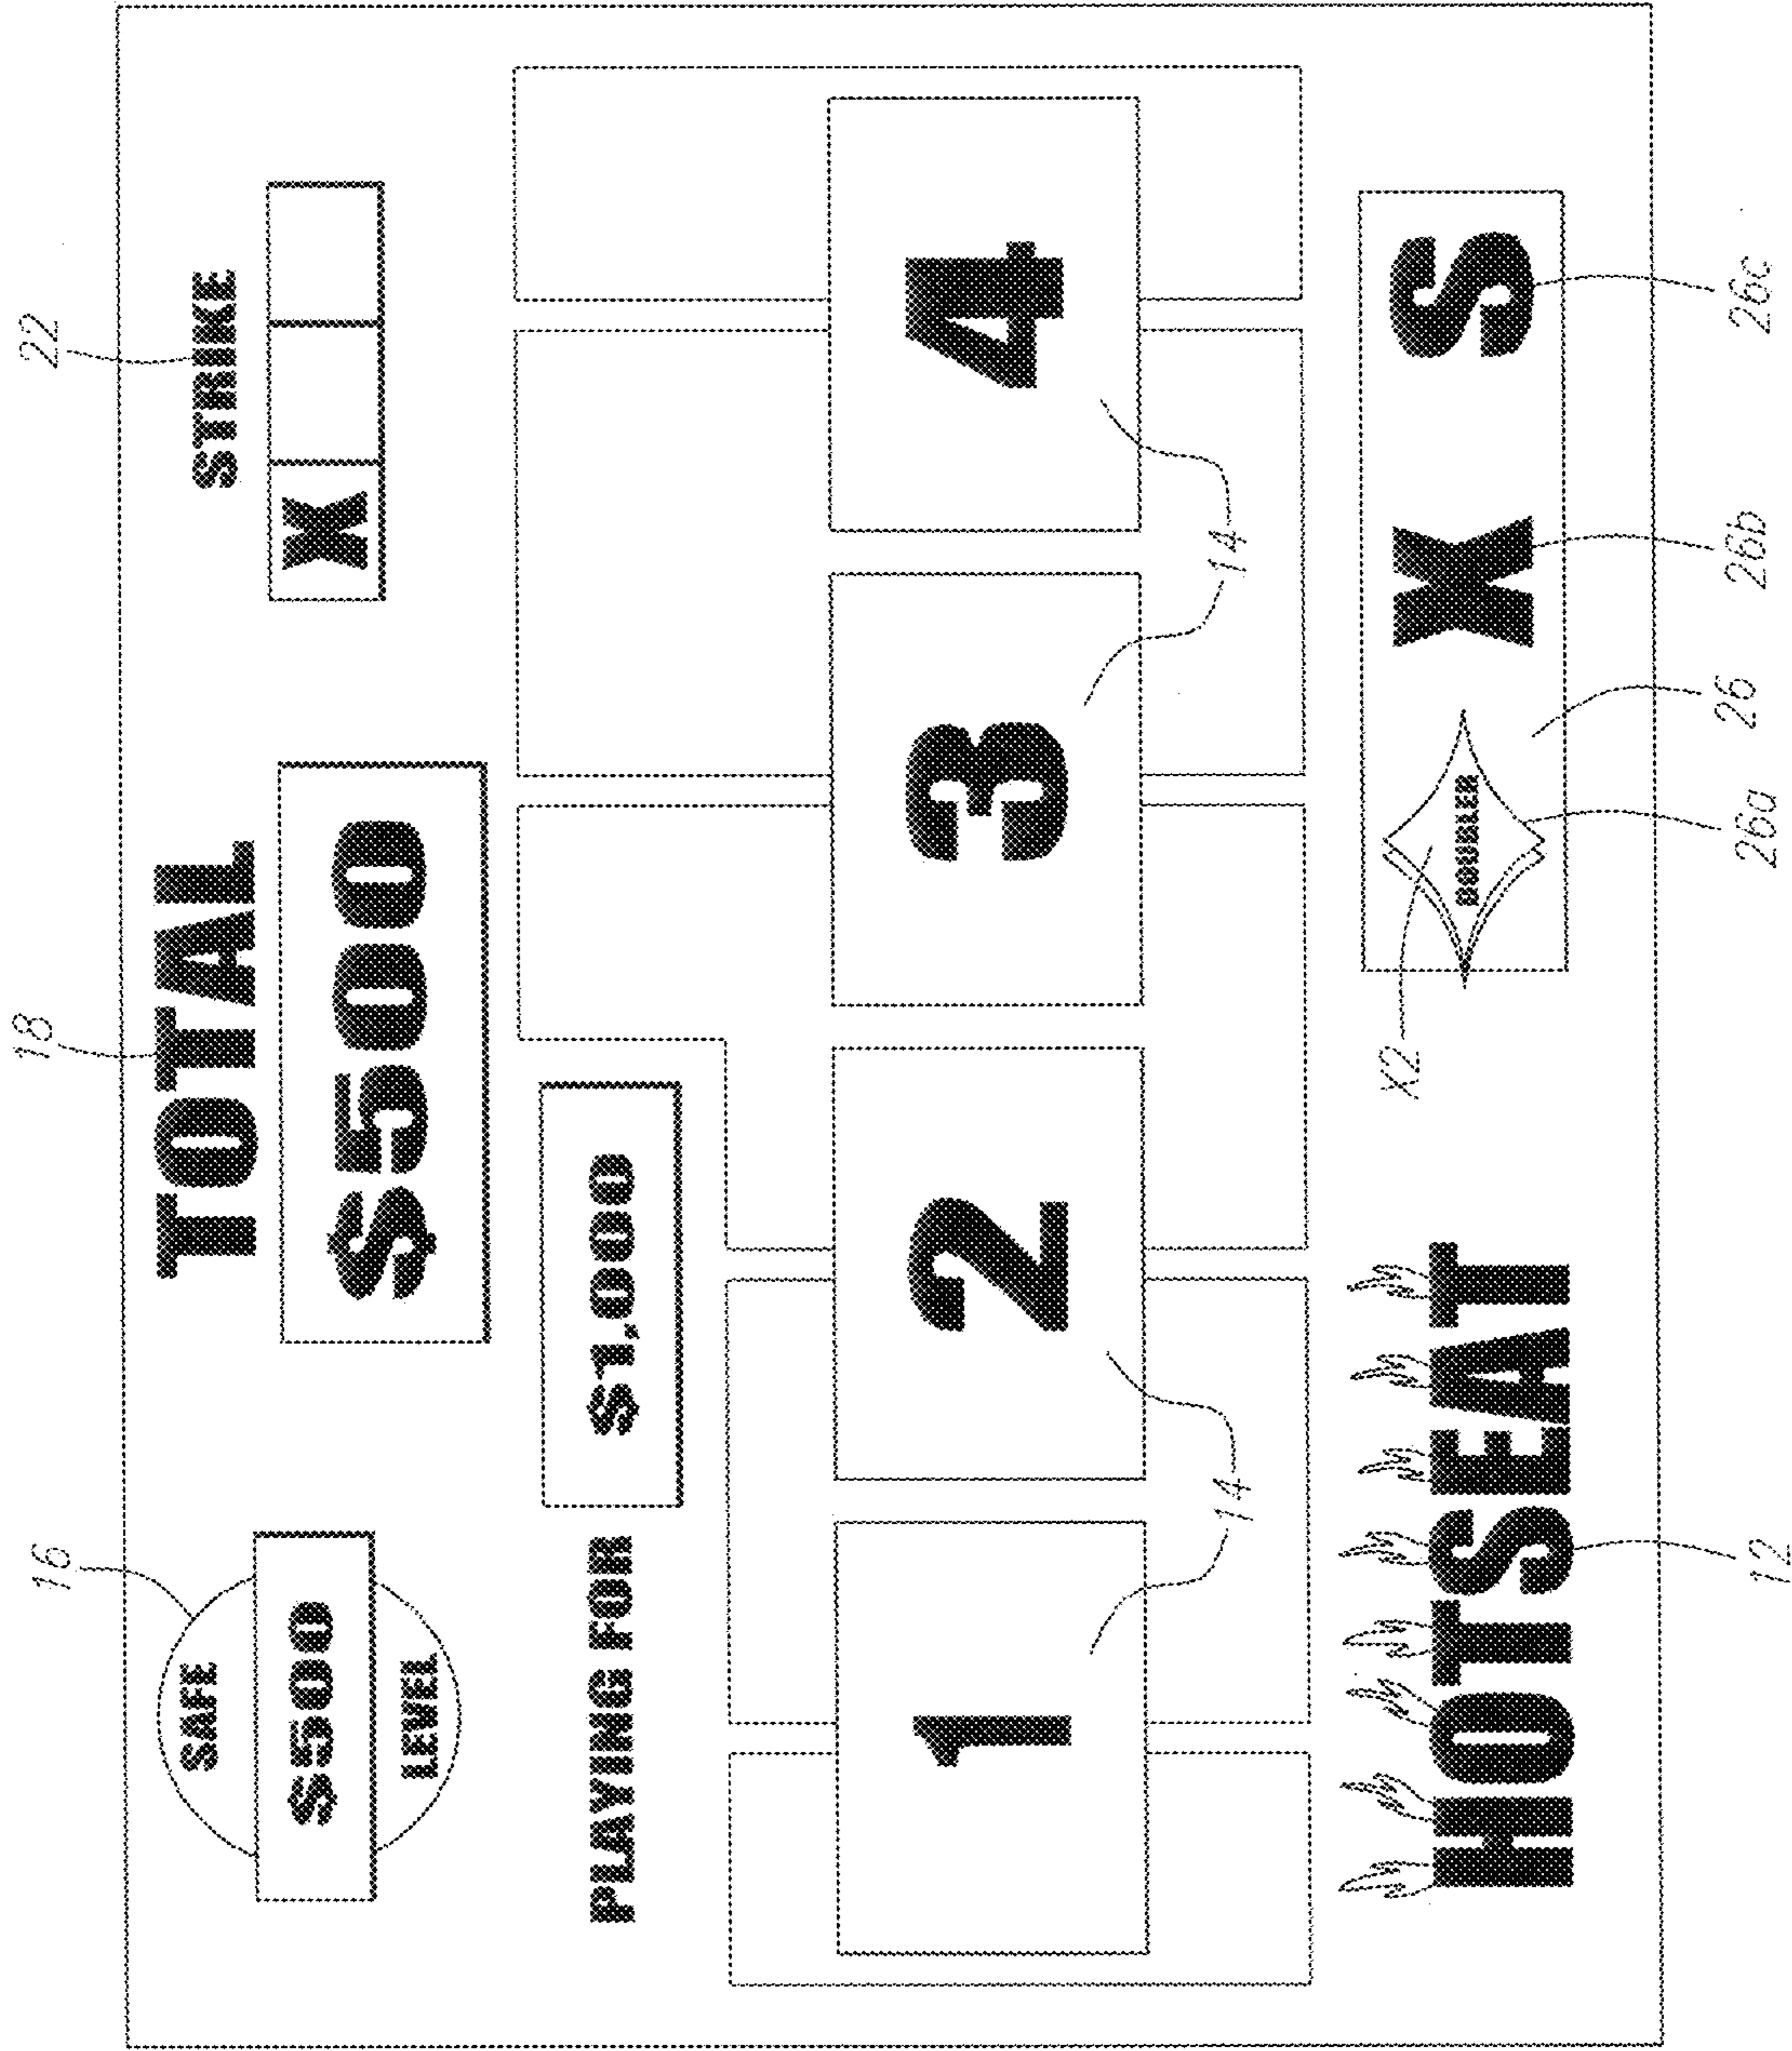 16
18
22
SAFE
$500
LEVEL
TOTAL
$500
STRIKE
X
PLAYING FOR
$1,000
1
2
3
4
14
14
HOTSEAT
X2
DOUBLER
X
S
12
26a
26
26b
26c